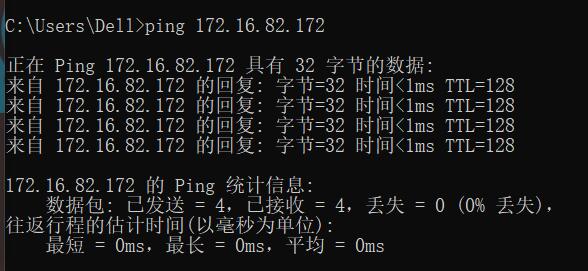 C:\Users\Dell>ping 172.16.82.172
正在 Ping 172.16.82.172 具有 32 字节的数据:
来自 172.16.82.172 的回复: 字节=32 时间<1ms TTL=128
来自 172.16.82.172 的回复: 字节=32 时间<1ms TTL=128
来自 172.16.82.172 的回复: 字节=32 时间<1ms TTL=128
来自 172.16.82.172 的回复: 字节=32 时间<1ms TTL=128
172.16.82.172 的 Ping 统计信息:
数据包: 已发送 = 4，已接收 = 4，丢失 = 0 (0% 丢失)，
往返行程的估计时间(以毫秒为单位):
最短 = 0ms，最长 = 0ms，平均 = 0ms